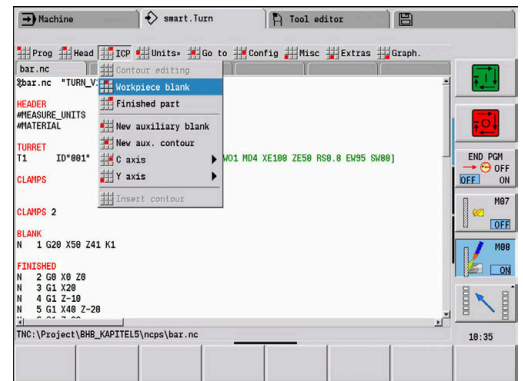 Machine smart.Turn Tool editor
Prog Head ICP Units» Go to Config Misc Extras Graph.
bar.nc
Contour editing
Workpiece blank
Finished part
New auxiliary blank
New aux. contour
C axis
Y axis
Insert contour
%bar.nc "TURN_V
HEADER
#MEASURE_UNITS
#MATERIAL
TURRET
T1 ID"001" WO1 MD4 XE100 ZE50 RS0.8 EW95 SW80]
CLAMPS
CLAMPS 2
BLANK
N 1 G20 X50 Z41 K1
FINISHED
N 2 G0 X0 Z0
N 3 G1 X20
N 4 G1 Z-10
N 5 G1 X40 Z-20
TNC:\Project\BHB_KAPITEL5\ncps\bar.nc
END PGM
OFF
OFF ON
M07
OFF
M08
ON
10:35